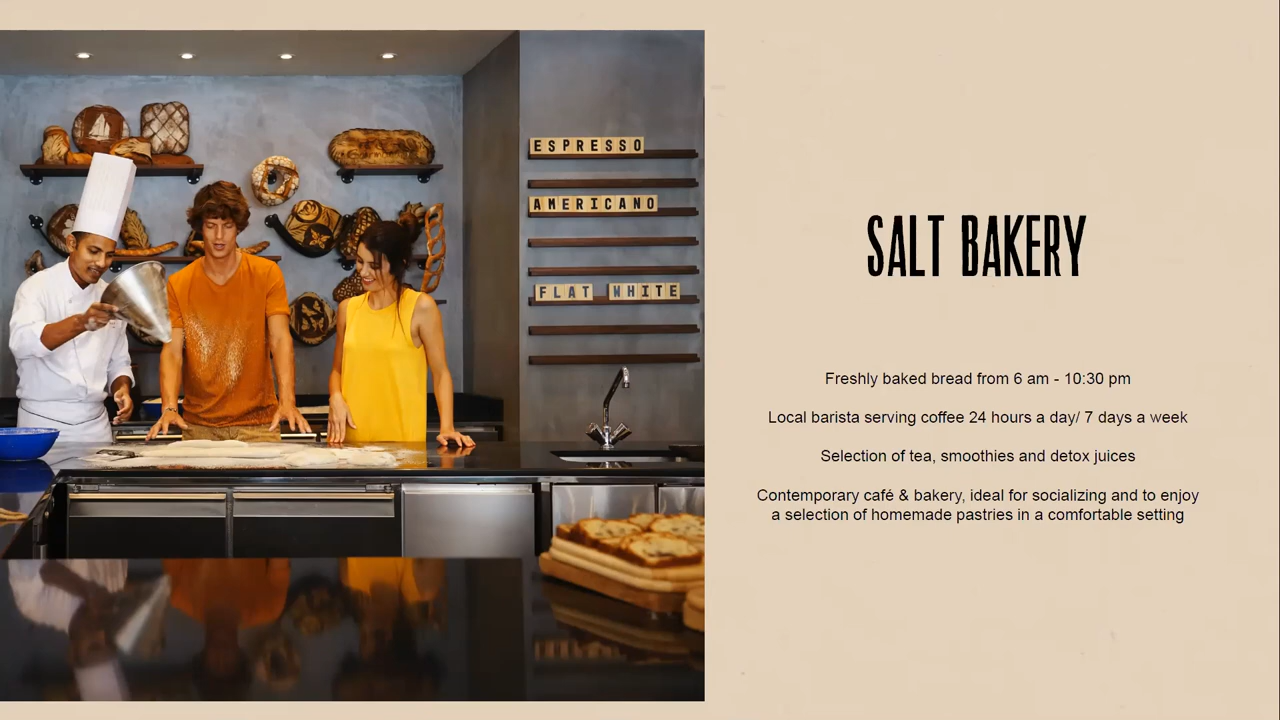 ESPRESSO
AMERICANO
FLAT WHITE
SALT BAKERY
Freshly baked bread from 6 am - 10:30 pm
Local barista serving coffee 24 hours a day/ 7 days a week
Selection of tea, smoothies and detox juices
Contemporary café & bakery, ideal for socializing and to enjoy
a selection of homemade pastries in a comfortable setting